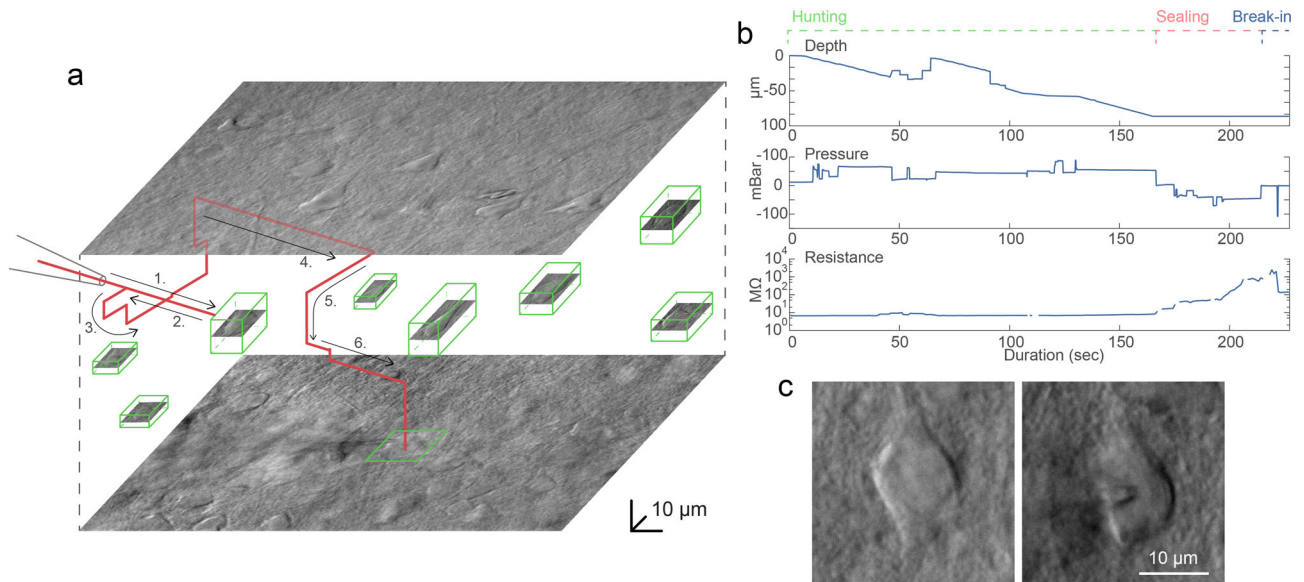 a
1.
2.
3.
4.
5.
6.
10 µm
b
Hunting Sealing Break-in
Depth
µm
0
-50
100
0 50 100 150 200
Pressure
mBar
-100
0
-100
0 50 100 150 200
Resistance
MΩ
10⁴
10³
10²
10¹
10⁰
10⁰
0 50 100 150 200
Duration (sec)
c
10 µm